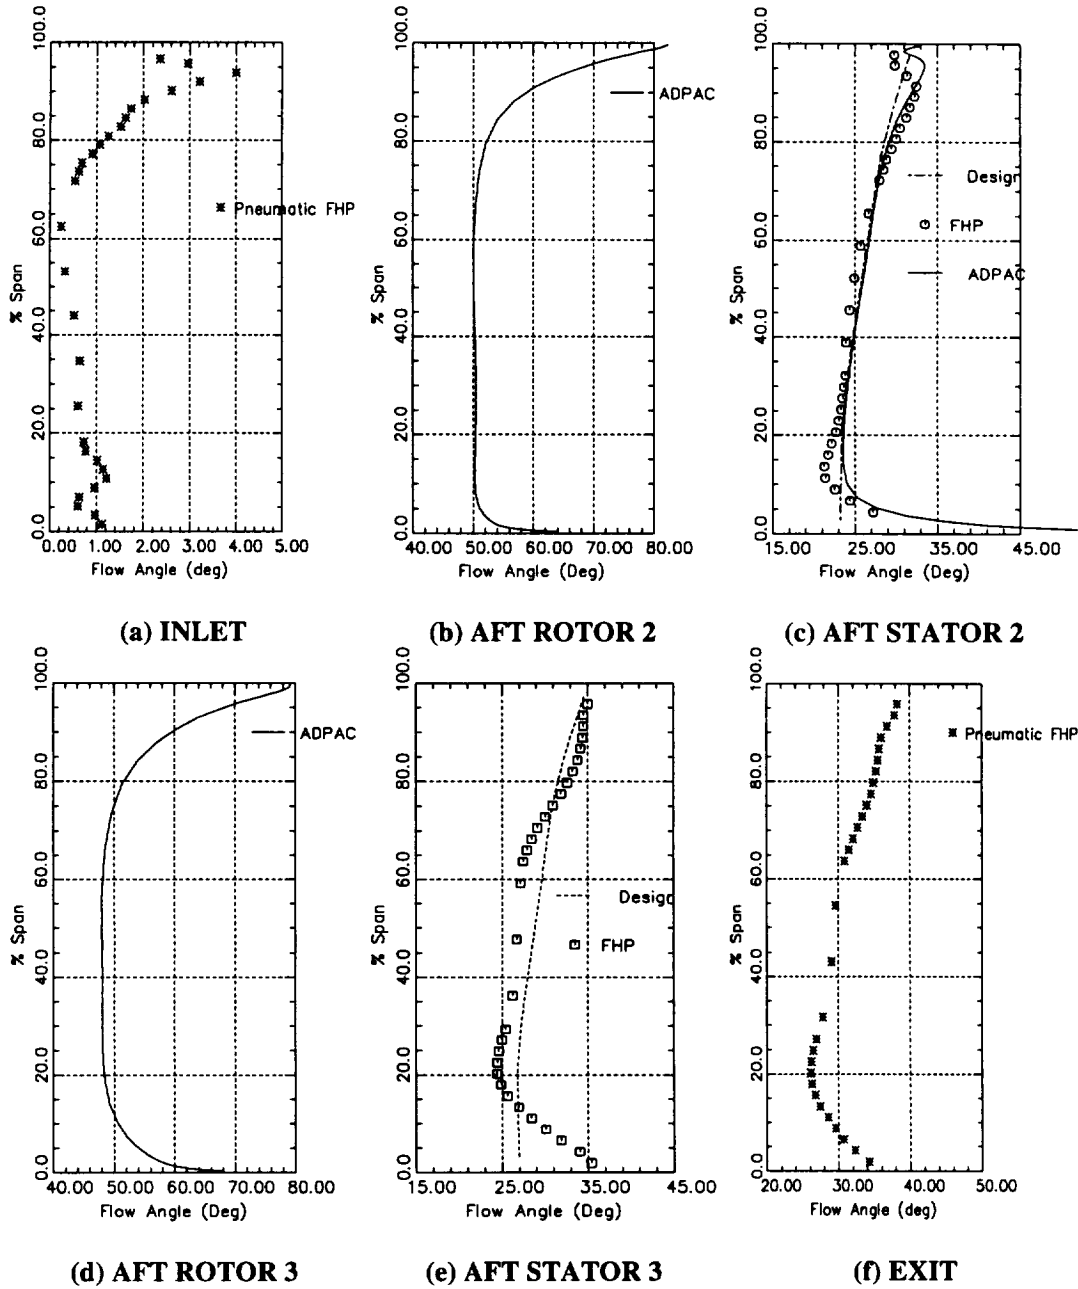 100.0
80.0
60.0
40.0
20.0
0.0
% Span
Pneumatic FHP
0.00 1.00 2.00 3.00 4.00 5.00
Flow Angle (deg)
(a) INLET
100.0
80.0
60.0
40.0
20.0
0.0
% Span
ADPAC
40.00 50.00 60.00 70.00 80.00
Flow Angle (Deg)
(b) AFT ROTOR 2
100.0
80.0
60.0
40.0
20.0
0.0
% Span
Design
FHP
ADPAC
15.00 25.00 35.00 45.00
Flow Angle (Deg)
(c) AFT STATOR 2
100.0
80.0
60.0
40.0
20.0
0.0
% Span
ADPAC
40.00 50.00 60.00 70.00 80.00
Flow Angle (Deg)
(d) AFT ROTOR 3
100.0
80.0
60.0
40.0
20.0
0.0
% Span
Design
FHP
15.00 25.00 35.00 45.00
Flow Angle (Deg)
(e) AFT STATOR 3
100.0
80.0
60.0
40.0
20.0
0.0
% Span
Pneumatic FHP
20.00 30.00 40.00 50.00
Flow Angle (deg)
(f) EXIT